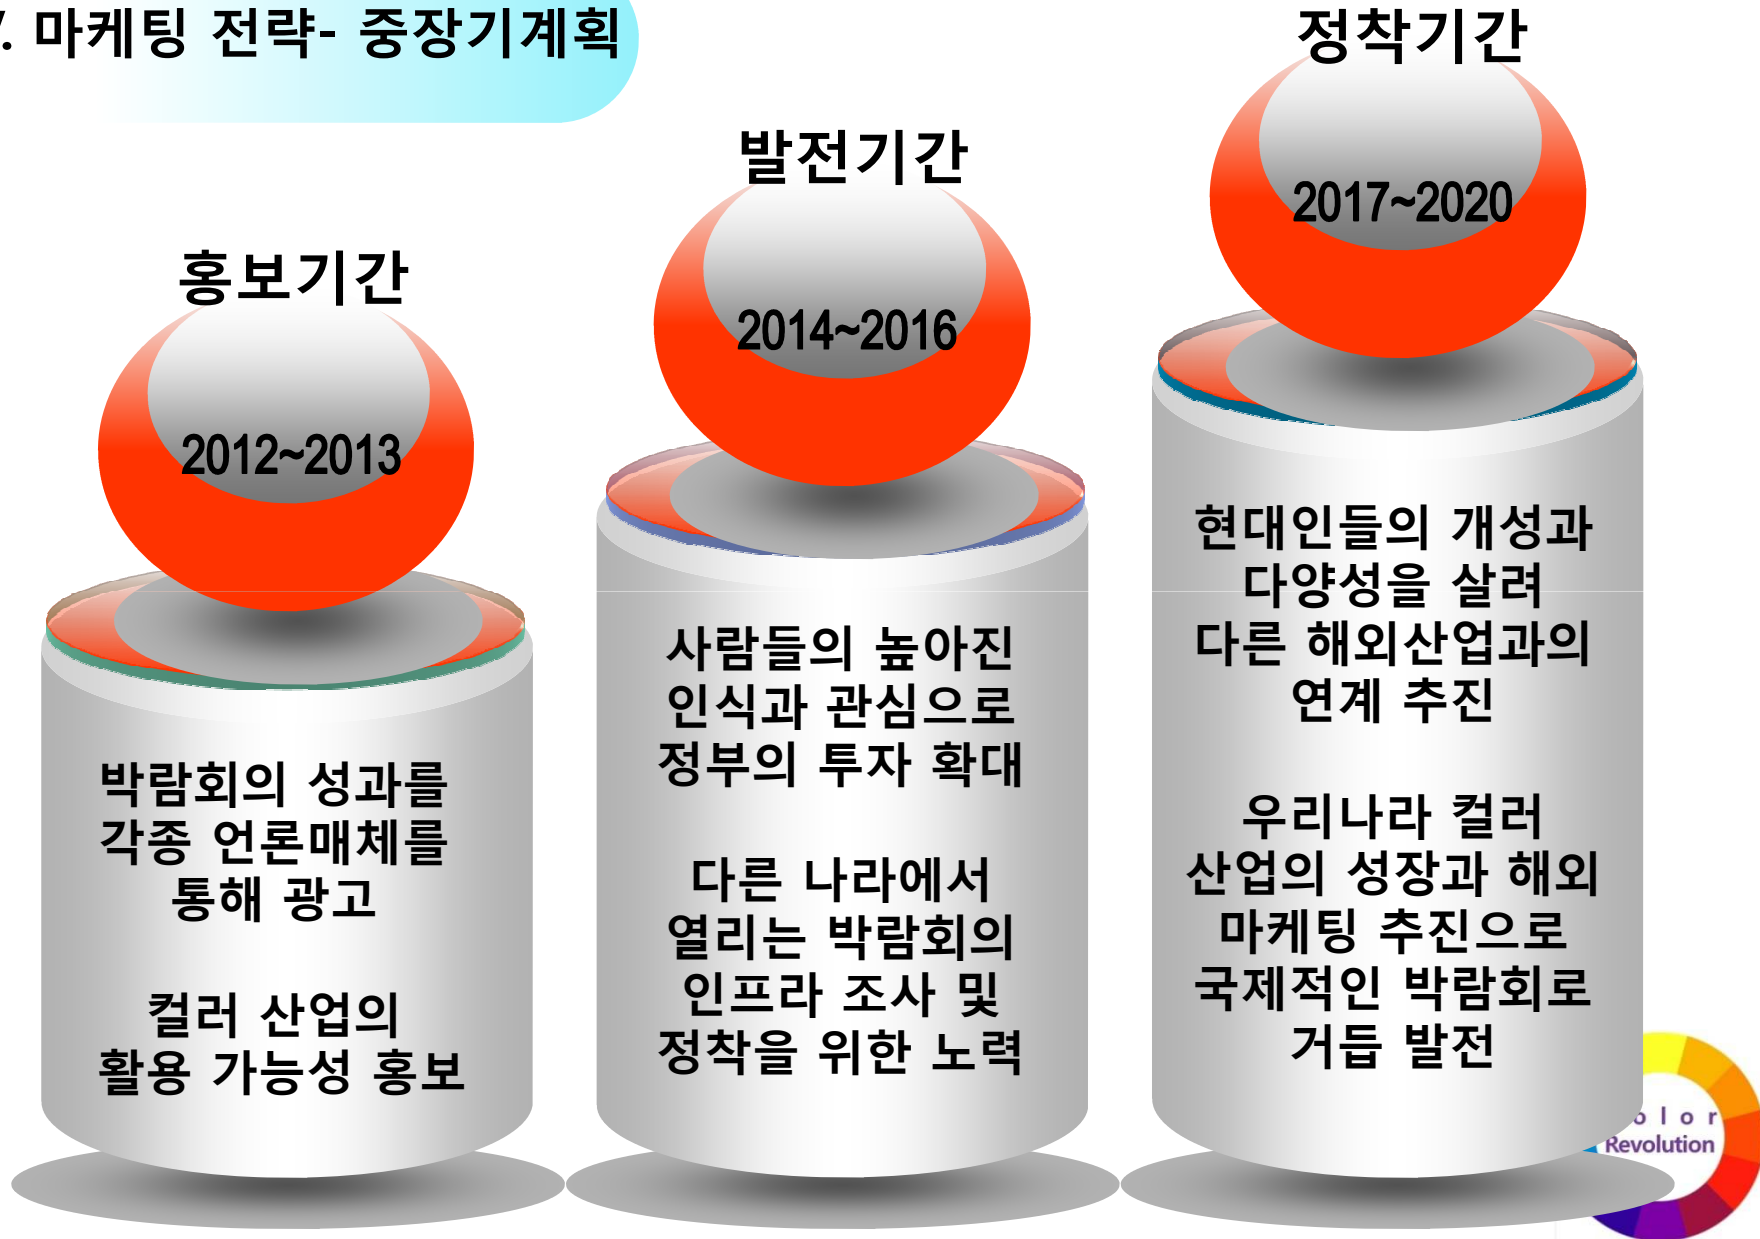 . 마케팅 전략- 중장기계획
홍보기간
2012~2013
박람회의 성과를
각종 언론매체를
통해 광고
컬러 산업의
활용 가능성 홍보
발전기간
2014~2016
사람들의 높아진
인식과 관심으로
정부의 투자 확대
다른 나라에서
열리는 박람회의
인프라 조사 및
정착을 위한 노력
정착기간
2017~2020
현대인들의 개성과
다양성을 살려
다른 해외산업과의
연계 추진
우리나라 컬러
산업의 성장과 해외
마케팅 추진으로
국제적인 박람회로
거듭 발전
o l o r
Revolution